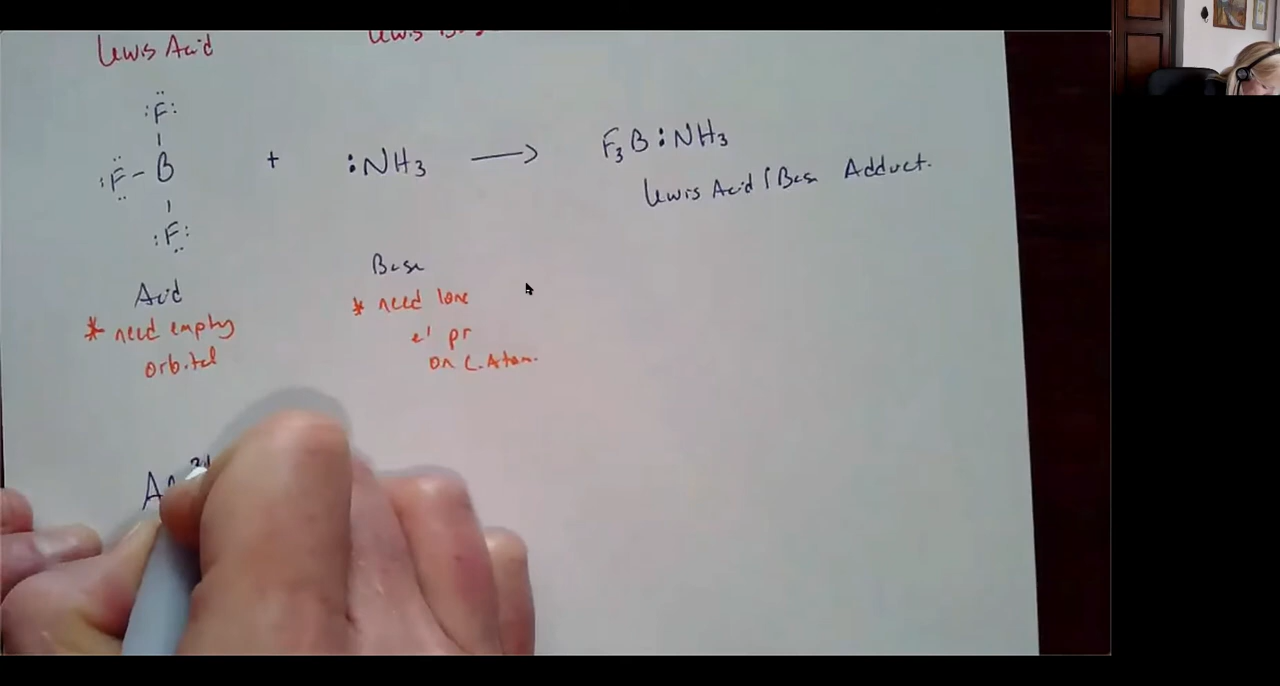 Lewis Acid
Lewis
:F:
:F - B + :NH3 → F3B:NH3
Lewis Acid/Base Adduct.
:F:
Base
Acid
* need lone
* need empty
e- pr
orbital
on C. Atom.